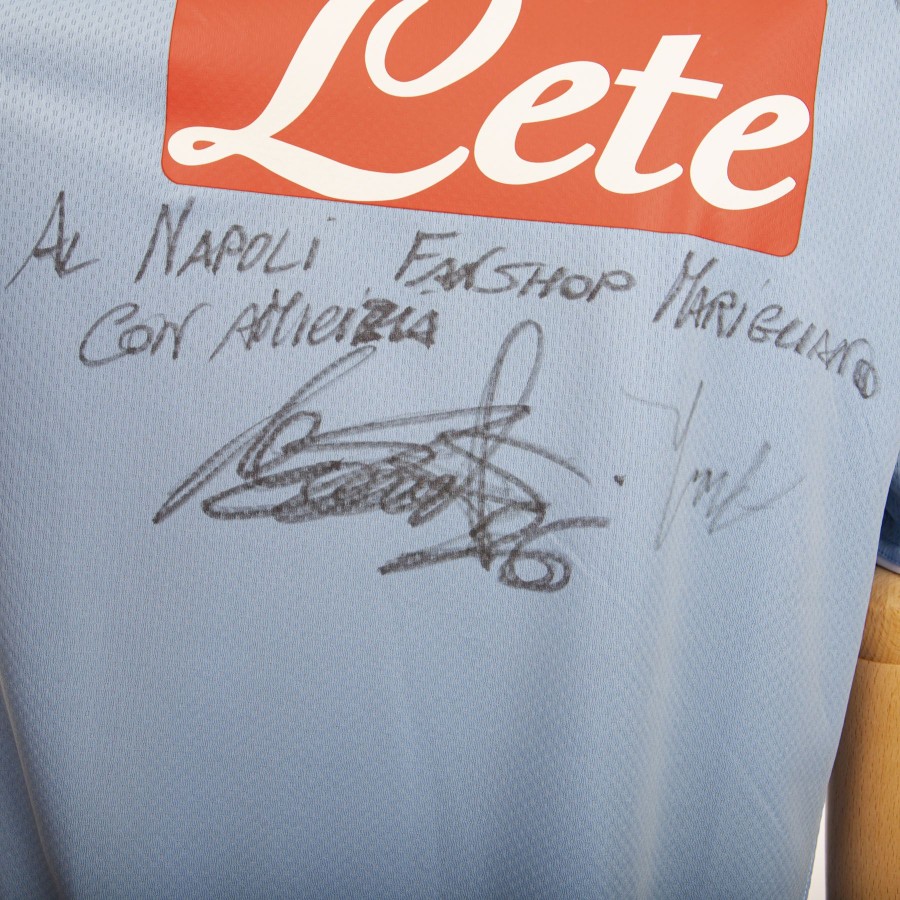 Lete
AL NAPOLI FANSHOP MARIGLIANO
CON AMICIZIA